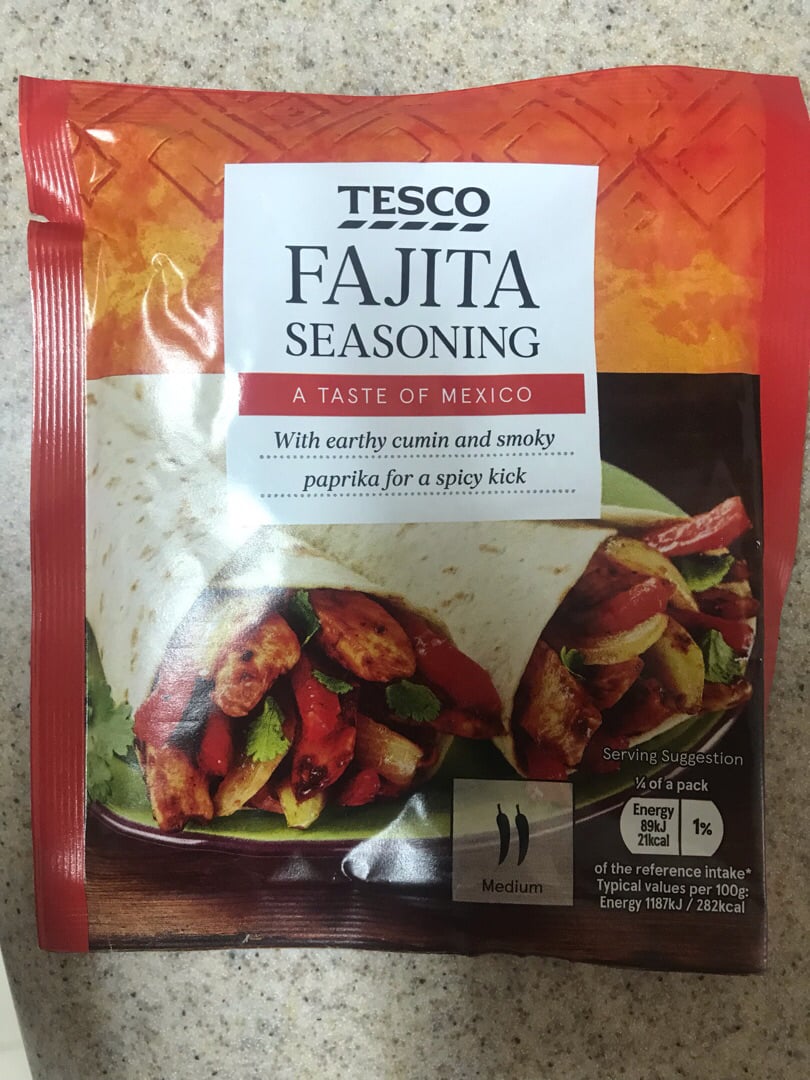 TESCO
FAJITA
SEASONING
A TASTE OF MEXICO
With earthy cumin and smoky
paprika for a spicy kick
Serving Suggestion
¼ of a pack
Energy
89kJ
21kcal
1%
of the reference intake*
Typical values per 100g:
Energy 1187kJ / 282kcal
Medium